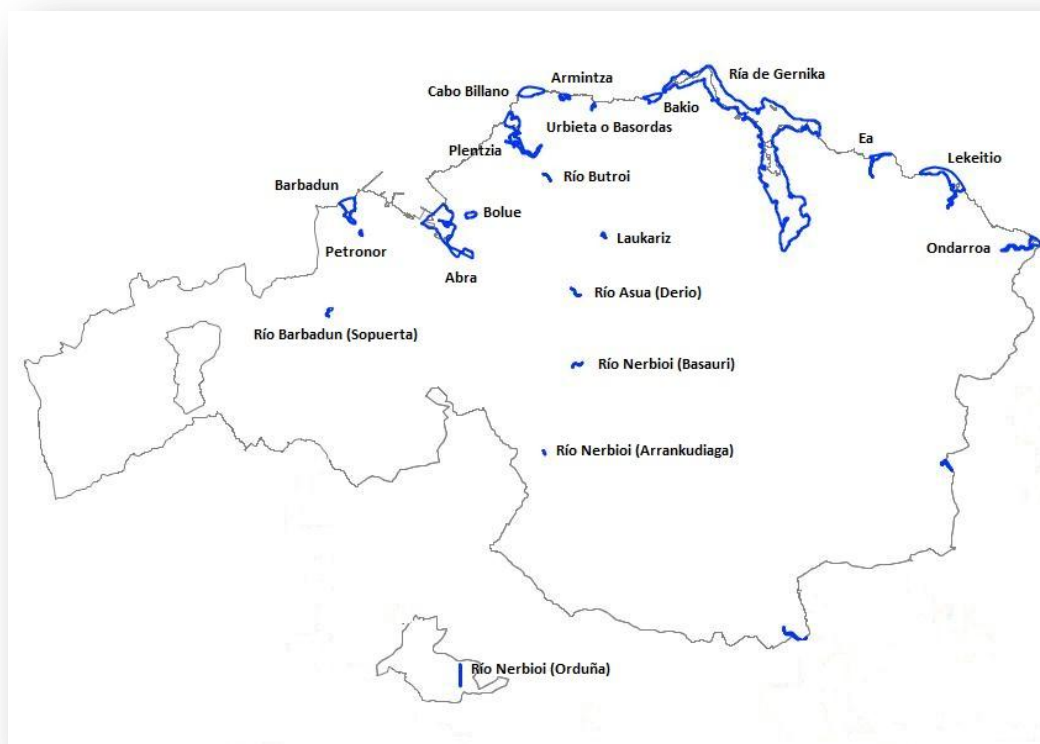 Ría de Gernika
Armintza
Cabo Billano
Bakio
Urbieta o Basordas
Ea
Plentzia
Lekeitio
Río Butroi
Barbadun
Bolue
Laukariz
Petronor
Ondarroa
Abra
Río Asua (Derio)
Río Barbadun (Sopuerta)
Río Nerbioi (Basauri)
Río Nerbioi (Arrankudiaga)
Río Nerbioi (Orduña)